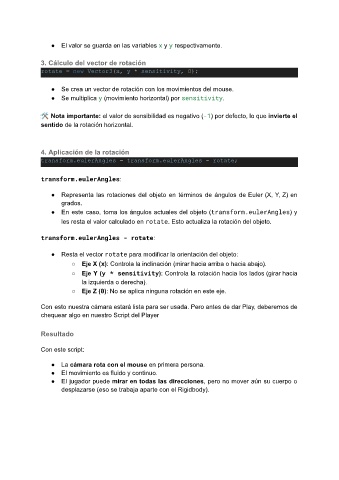 ● El valor se guarda en las variables x y y respectivamente.
3. Cálculo del vector de rotación
rotate = new Vector3(x, y * sensitivity, 0);
● Se crea un vector de rotación con los movimientos del mouse.
● Se multiplica y (movimiento horizontal) por sensitivity.
🛠 Nota importante: el valor de sensibilidad es negativo (-1) por defecto, lo que invierte el
sentido de la rotación horizontal.
4. Aplicación de la rotación
transform.eulerAngles = transform.eulerAngles - rotate;
transform.eulerAngles:
● Representa las rotaciones del objeto en términos de ángulos de Euler (X, Y, Z) en
grados.
● En este caso, toma los ángulos actuales del objeto (transform.eulerAngles) y
les resta el valor calculado en rotate. Esto actualiza la rotación del objeto.
transform.eulerAngles - rotate:
● Resta el vector rotate para modificar la orientación del objeto:
○ Eje X (x): Controla la inclinación (mirar hacia arriba o hacia abajo).
○ Eje Y (y * sensitivity): Controla la rotación hacia los lados (girar hacia
la izquierda o derecha).
○ Eje Z (0): No se aplica ninguna rotación en este eje.
Con esto nuestra cámara estará lista para ser usada. Pero antes de dar Play, deberemos de
chequear algo en nuestro Script del Player
Resultado
Con este script:
● La cámara rota con el mouse en primera persona.
● El movimiento es fluido y continuo.
● El jugador puede mirar en todas las direcciones, pero no mover aún su cuerpo o
desplazarse (eso se trabaja aparte con el Rigidbody).